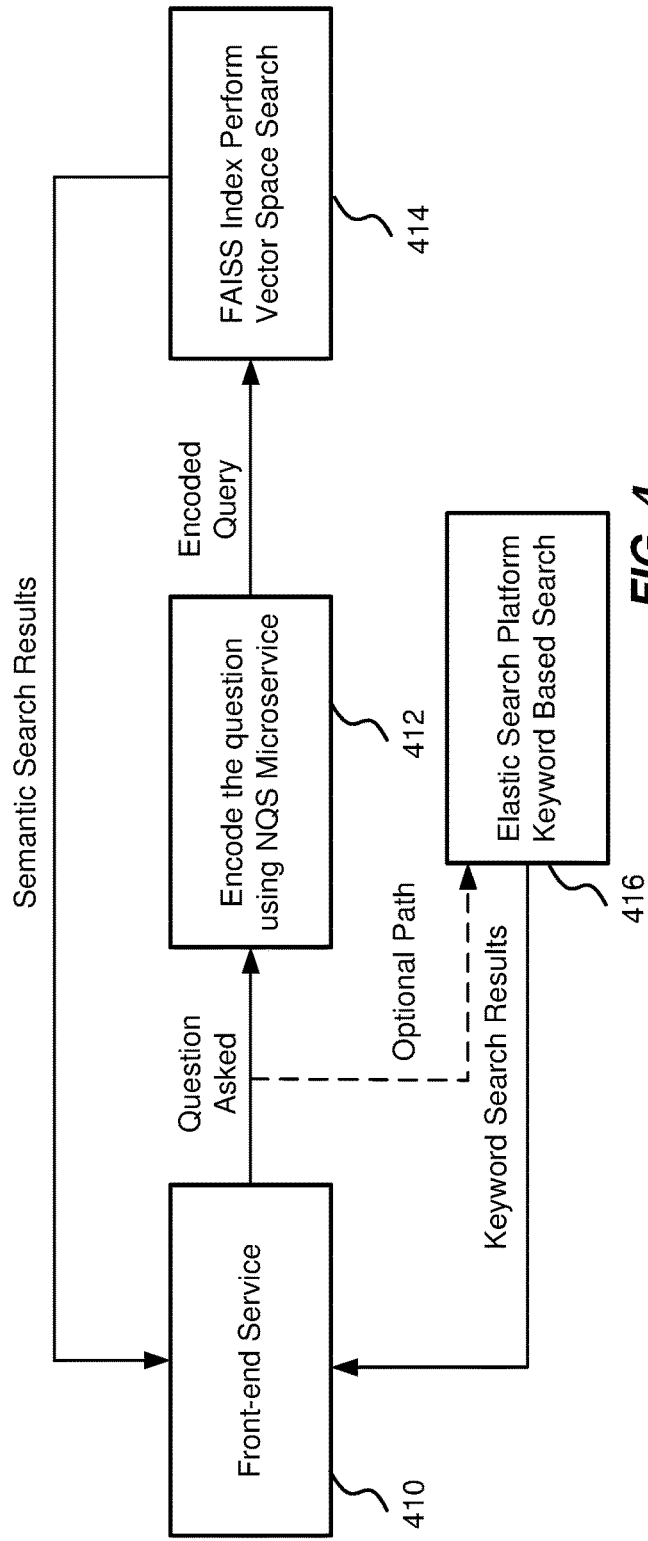 Semantic Search Results
Front-end Service
410
Question
Asked
Encode the question
using NQS Microservice
412
Encoded
Query
FAISS Index Perform
Vector Space Search
414
Optional Path
Keyword Search Results
Elastic Search Platform
Keyword Based Search
416
FIG. 4